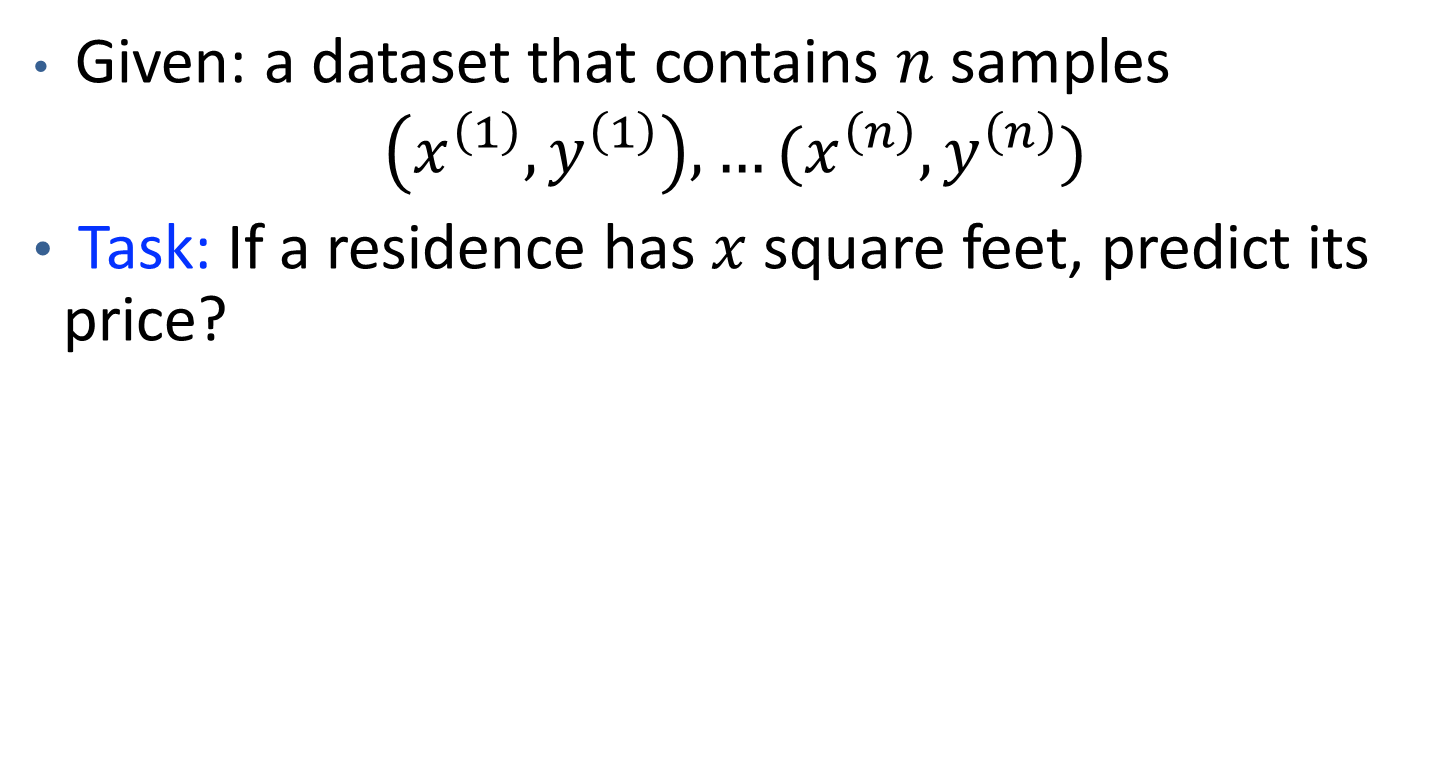 • Given: a dataset that contains n samples
(x^(1), y^(1)), … (x^(n), y^(n))
• Task: If a residence has x square feet, predict its
price?